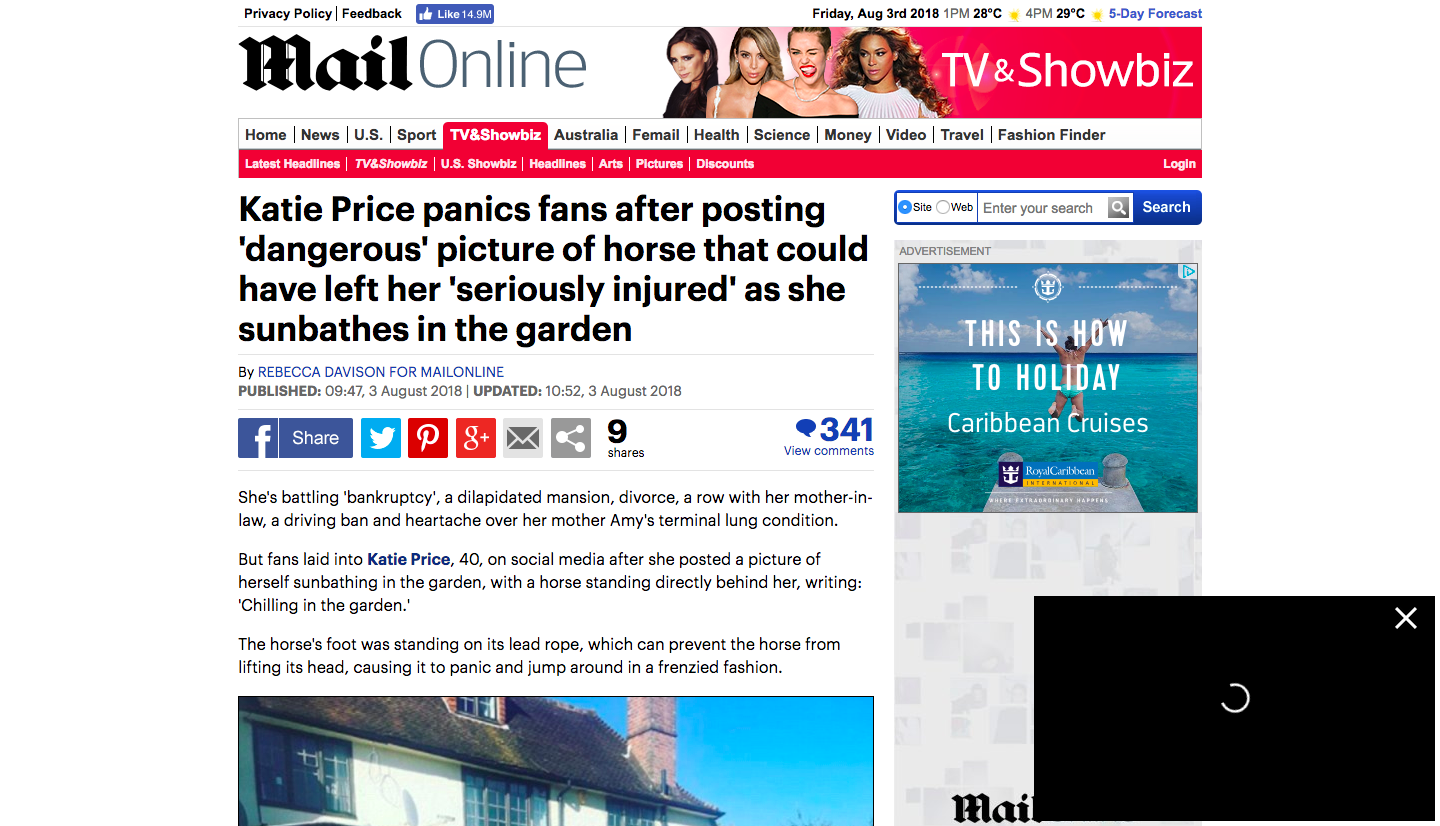 Privacy Policy Feedback Like 14.9M Friday, Aug 3rd 2018 1PM 28°C 4PM 29°C 5-Day Forecast
Mail Online TV & Showbiz
Home News U.S. Sport TV&Showbiz Australia Femail Health Science Money Video Travel Fashion Finder
Latest Headlines TV&Showbiz U.S. Showbiz Headlines Arts Pictures Discounts Login
Katie Price panics fans after posting
'dangerous' picture of horse that could
have left her 'seriously injured' as she
sunbathes in the garden
By REBECCA DAVISON FOR MAILONLINE
PUBLISHED: 09:47, 3 August 2018 | UPDATED: 10:52, 3 August 2018
f Share g+ 9
shares
341
View comments
She's battling 'bankruptcy', a dilapidated mansion, divorce, a row with her mother-in-
law, a driving ban and heartache over her mother Amy's terminal lung condition.
But fans laid into Katie Price, 40, on social media after she posted a picture of
herself sunbathing in the garden, with a horse standing directly behind her, writing:
'Chilling in the garden.'
The horse's foot was standing on its lead rope, which can prevent the horse from
lifting its head, causing it to panic and jump around in a frenzied fashion.
Site Web Enter your search Search
ADVERTISEMENT
THIS IS HOW
TO HOLIDAY
Caribbean Cruises
RoyalCaribbean
INTERNATIONAL
WHERE EXTRAORDINARY HAPPENS
Mail